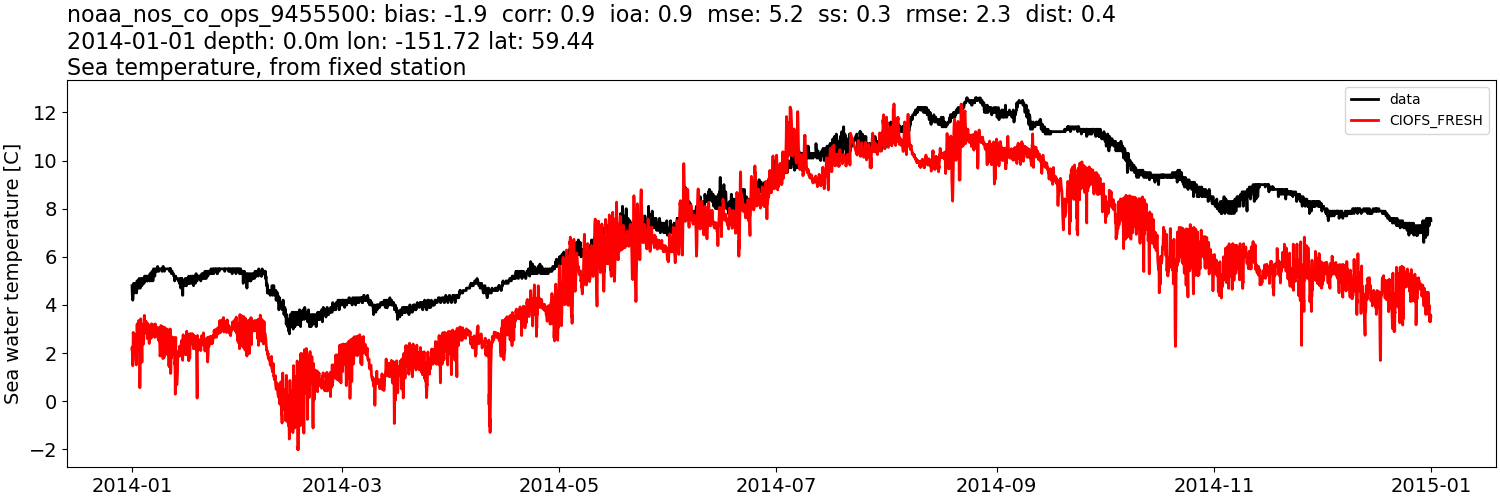 noaa_nos_co_ops_9455500: bias: -1.9  corr: 0.9  ioa: 0.9  mse: 5.2  ss: 0.3  rmse: 2.3  dist: 0.4
2014-01-01 depth: 0.0m lon: -151.72 lat: 59.44
Sea temperature, from fixed station
data
CIOFS_FRESH
Sea water temperature [C]
12
10
8
6
4
2
0
−2
2014-01
2014-03
2014-05
2014-07
2014-09
2014-11
2015-01